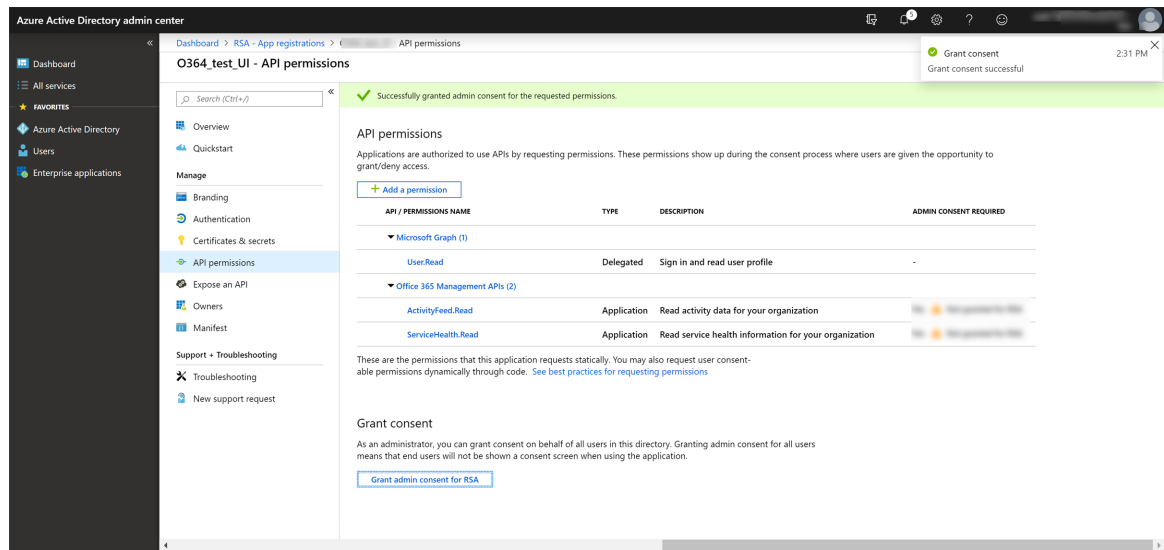 Azure Active Directory admin center
5
Dashboard > RSA - App registrations > API permissions
O364_test_UI - API permissions
Grant consent 2:31 PM
Grant consent successful
Dashboard
All services
FAVORITES
Azure Active Directory
Users
Enterprise applications
Search (Ctrl+/)
Overview
Quickstart
Manage
Branding
Authentication
Certificates & secrets
API permissions
Expose an API
Owners
Manifest
Support + Troubleshooting
Troubleshooting
New support request
Successfully granted admin consent for the requested permissions.
API permissions
Applications are authorized to use APIs by requesting permissions. These permissions show up during the consent process where users are given the opportunity to
grant/deny access.
+ Add a permission
API / PERMISSIONS NAME TYPE DESCRIPTION ADMIN CONSENT REQUIRED
Microsoft Graph (1)
User.Read Delegated Sign in and read user profile -
Office 365 Management APIs (2)
ActivityFeed.Read Application Read activity data for your organization
ServiceHealth.Read Application Read service health information for your organization
These are the permissions that this application requests statically. You may also request user consent-
able permissions dynamically through code. See best practices for requesting permissions
Grant consent
As an administrator, you can grant consent on behalf of all users in this directory. Granting admin consent for all users
means that end users will not be shown a consent screen when using the application.
Grant admin consent for RSA